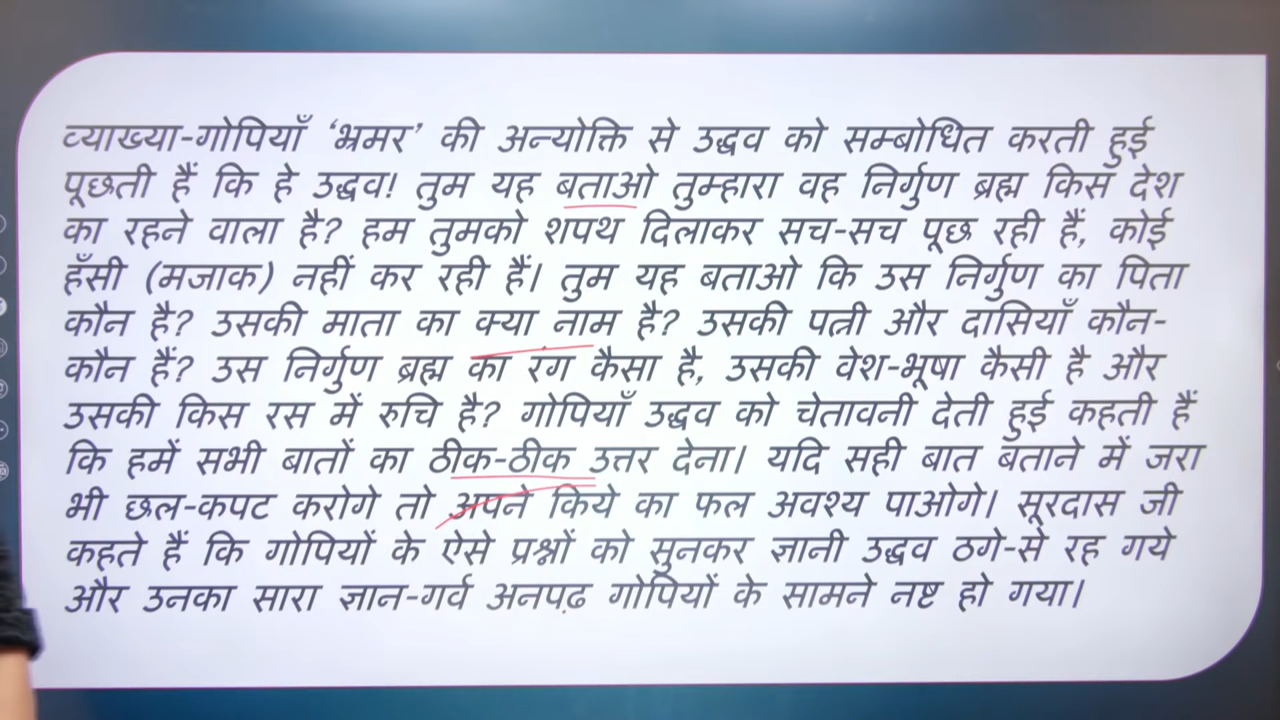 व्याख्या-गोपियाँ ‘भ्रमर’ की अन्योक्ति से उद्धव को सम्बोधित करती हुई
पूछती हैं कि हे उद्धव! तुम यह बताओ तुम्हारा वह निर्गुण ब्रह्म किस देश
का रहने वाला है? हम तुमको शपथ दिलाकर सच-सच पूछ रही हैं, कोई
हँसी (मजाक) नहीं कर रही हैं। तुम यह बताओ कि उस निर्गुण का पिता
कौन है? उसकी माता का क्या नाम है? उसकी पत्नी और दासियाँ कौन-
कौन हैं? उस निर्गुण ब्रह्म का रंग कैसा है, उसकी वेश-भूषा कैसी है और
उसकी किस रस में रुचि है? गोपियाँ उद्धव को चेतावनी देती हुई कहती हैं
कि हमें सभी बातों का ठीक-ठीक उत्तर देना। यदि सही बात बताने में जरा
भी छल-कपट करोगे तो अपने किये का फल अवश्य पाओगे। सूरदास जी
कहते हैं कि गोपियों के ऐसे प्रश्नों को सुनकर ज्ञानी उद्धव ठगे-से रह गये
और उनका सारा ज्ञान-गर्व अनपढ़ गोपियों के सामने नष्ट हो गया।